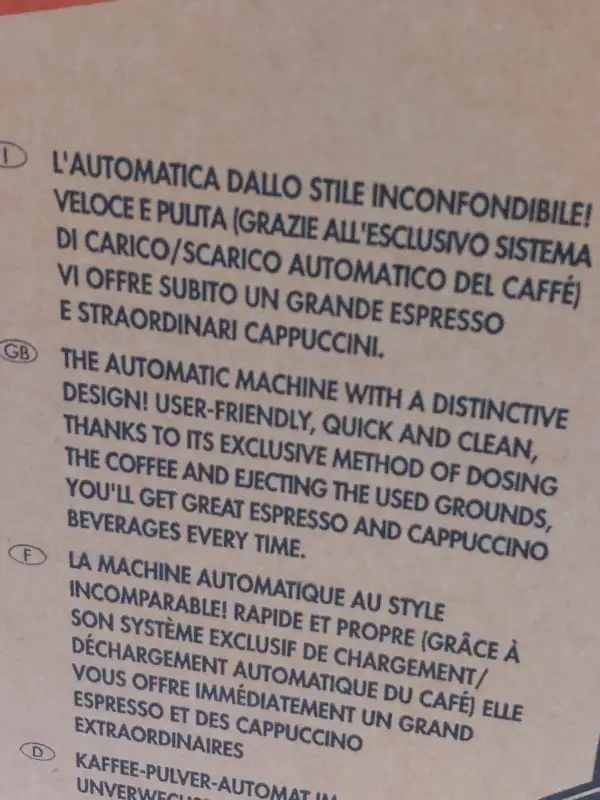 I L'AUTOMATICA DALLO STILE INCONFONDIBILE!
VELOCE E PULITA (GRAZIE ALL'ESCLUSIVO SISTEMA
DI CARICO/SCARICO AUTOMATICO DEL CAFFÉ)
VI OFFRE SUBITO UN GRANDE ESPRESSO
E STRAORDINARI CAPPUCCINI.
GB THE AUTOMATIC MACHINE WITH A DISTINCTIVE
DESIGN! USER-FRIENDLY, QUICK AND CLEAN,
THANKS TO ITS EXCLUSIVE METHOD OF DOSING
THE COFFEE AND EJECTING THE USED GROUNDS,
YOU'LL GET GREAT ESPRESSO AND CAPPUCCINO
BEVERAGES EVERY TIME.
F LA MACHINE AUTOMATIQUE AU STYLE
INCOMPARABLE! RAPIDE ET PROPRE (GRÂCE À
SON SYSTÈME EXCLUSIF DE CHARGEMENT/
DÉCHARGEMENT AUTOMATIQUE DU CAFÉ) ELLE
VOUS OFFRE IMMÉDIATEMENT UN GRAND
ESPRESSO ET DES CAPPUCCINO
EXTRAORDINAIRES
D KAFFEE-PULVER-AUTOMAT IM